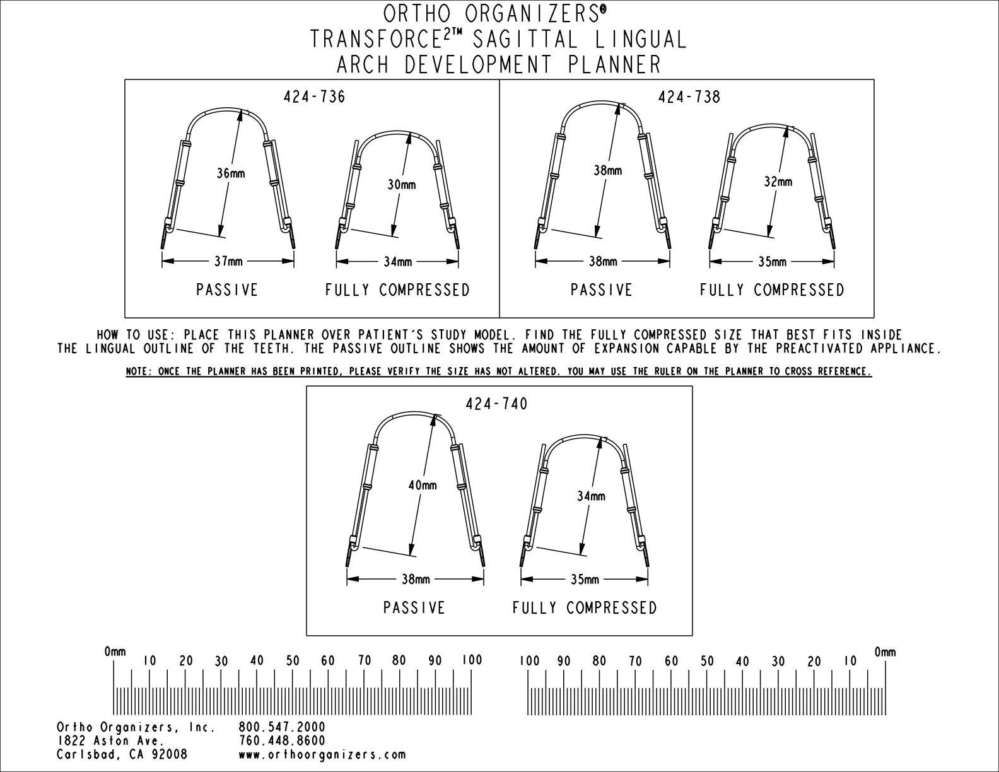 ORTHO ORGANIZERS®
TRANSFORCE²™ SAGITTAL LINGUAL
ARCH DEVELOPMENT PLANNER
424-736
36mm
30mm
37mm
34mm
PASSIVE
FULLY COMPRESSED
424-738
38mm
32mm
38mm
35mm
PASSIVE
FULLY COMPRESSED
HOW TO USE: PLACE THIS PLANNER OVER PATIENT'S STUDY MODEL. FIND THE FULLY COMPRESSED SIZE THAT BEST FITS INSIDE
THE LINGUAL OUTLINE OF THE TEETH. THE PASSIVE OUTLINE SHOWS THE AMOUNT OF EXPANSION CAPABLE BY THE PREACTIVATED APPLIANCE.
NOTE: ONCE THE PLANNER HAS BEEN PRINTED, PLEASE VERIFY THE SIZE HAS NOT ALTERED. YOU MAY USE THE RULER ON THE PLANNER TO CROSS REFERENCE.
424-740
40mm
34mm
38mm
35mm
PASSIVE
FULLY COMPRESSED
0mm 10 20 30 40 50 60 70 80 90 100
100 90 80 70 60 50 40 30 20 10 0mm
Ortho Organizers, Inc. 800.547.2000
1822 Aston Ave. 760.448.8600
Carlsbad, CA 92008 www.orthoorganizers.com